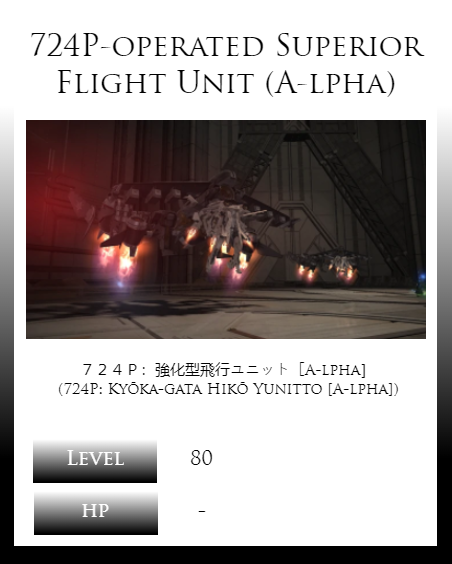 724P-operated Superior
Flight Unit (A-lpha)
７２４Ｐ：強化型飛行ユニット［A-lpha］
(724P: Kyōka-gata Hikō Yunitto [A-lpha])
Level 80
HP -